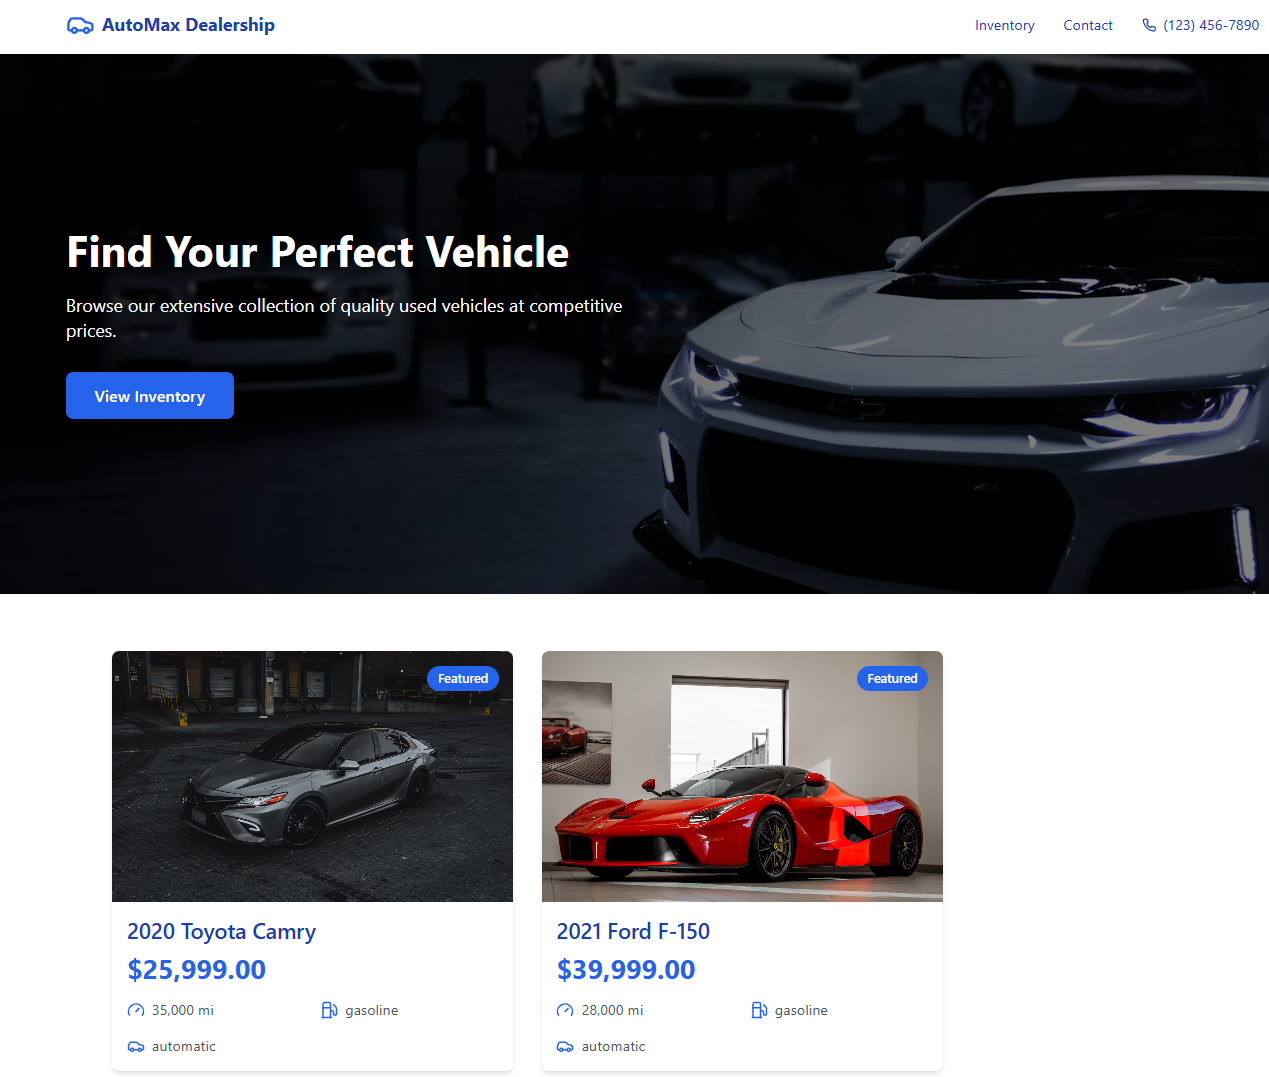 AutoMax Dealership
Inventory
Contact
(123) 456-7890
Find Your Perfect Vehicle
Browse our extensive collection of quality used vehicles at competitive
prices.
View Inventory
Featured
2020 Toyota Camry
$25,999.00
35,000 mi
gasoline
automatic
Featured
2021 Ford F-150
$39,999.00
28,000 mi
gasoline
automatic